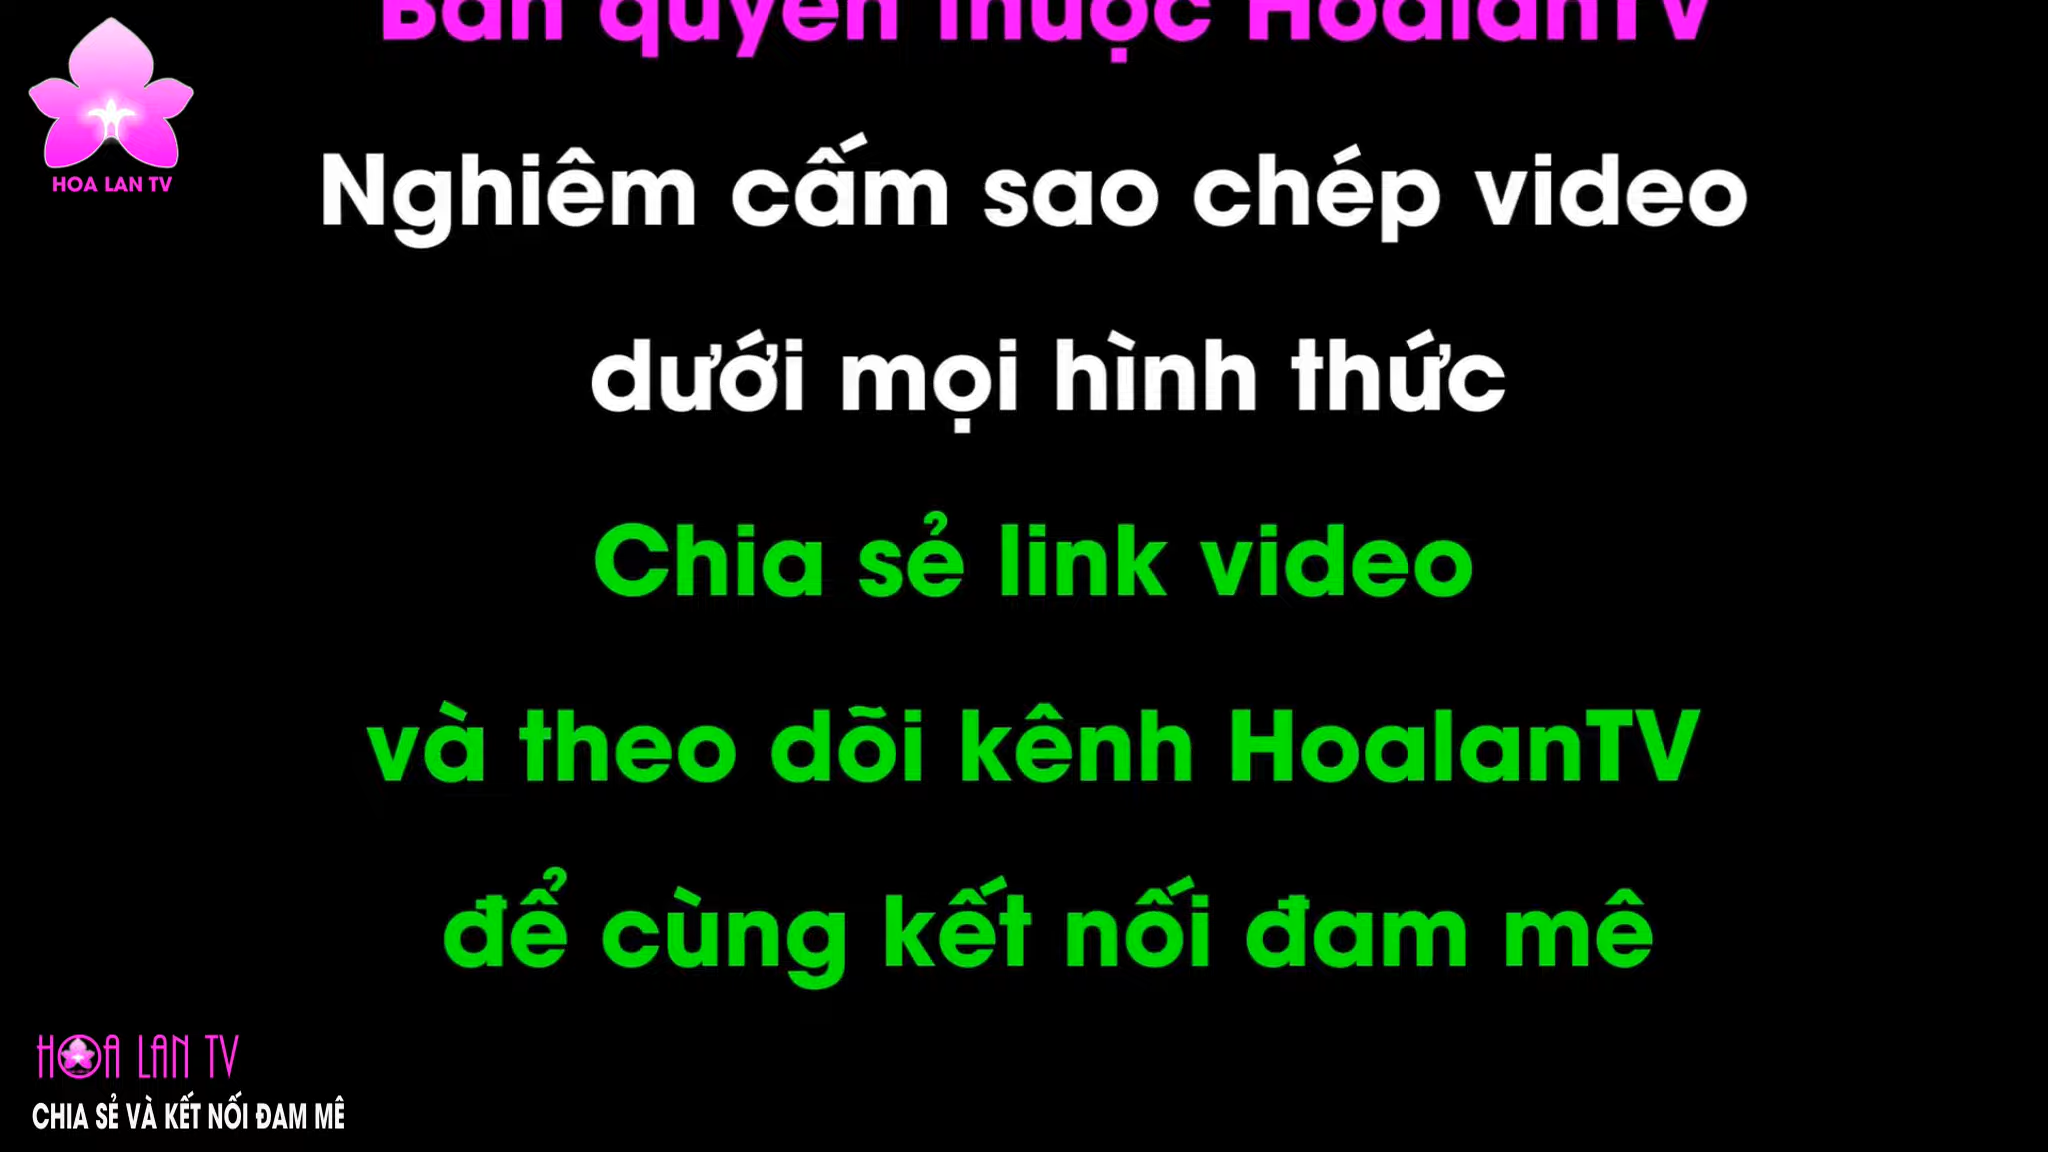 Bản quyền thuộc HoalanTV
HOA LAN TV
Nghiêm cấm sao chép video
dưới mọi hình thức
Chia sẻ link video
và theo dõi kênh HoalanTV
để cùng kết nối đam mê
HOA LAN TV
CHIA SẺ VÀ KẾT NỐI ĐAM MÊ